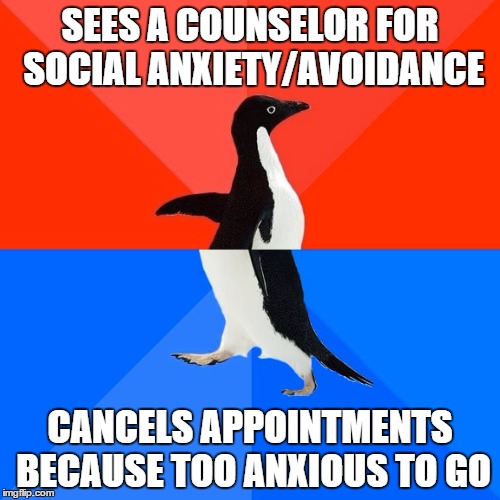 SEES A COUNSELOR FOR
SOCIAL ANXIETY/AVOIDANCE
CANCELS APPOINTMENTS
BECAUSE TOO ANXIOUS TO GO
imgflip.com